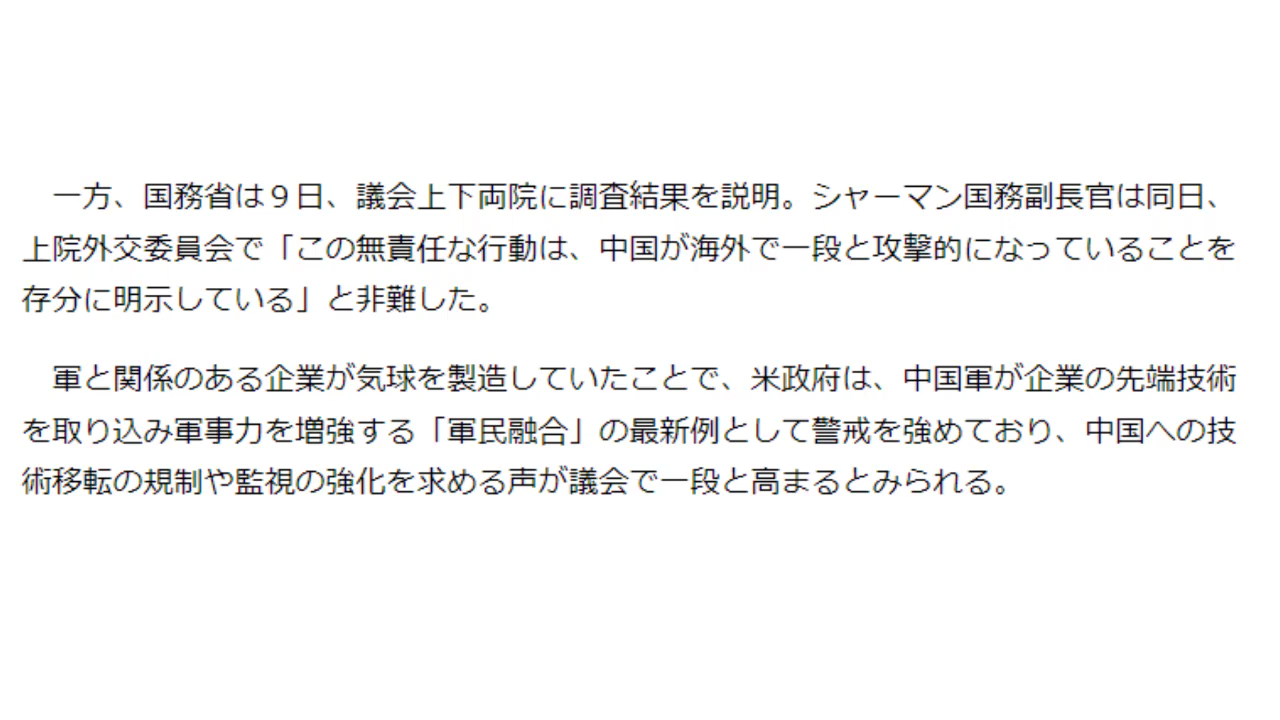 一方、国務省は９日、議会上下両院に調査結果を説明。シャーマン国務副長官は同日、
上院外交委員会で「この無責任な行動は、中国が海外で一段と攻撃的になっていることを
存分に明示している」と非難した。
　軍と関係のある企業が気球を製造していたことで、米政府は、中国軍が企業の先端技術
を取り込み軍事力を増強する「軍民融合」の最新例として警戒を強めており、中国への技
術移転の規制や監視の強化を求める声が議会で一段と高まるとみられる。